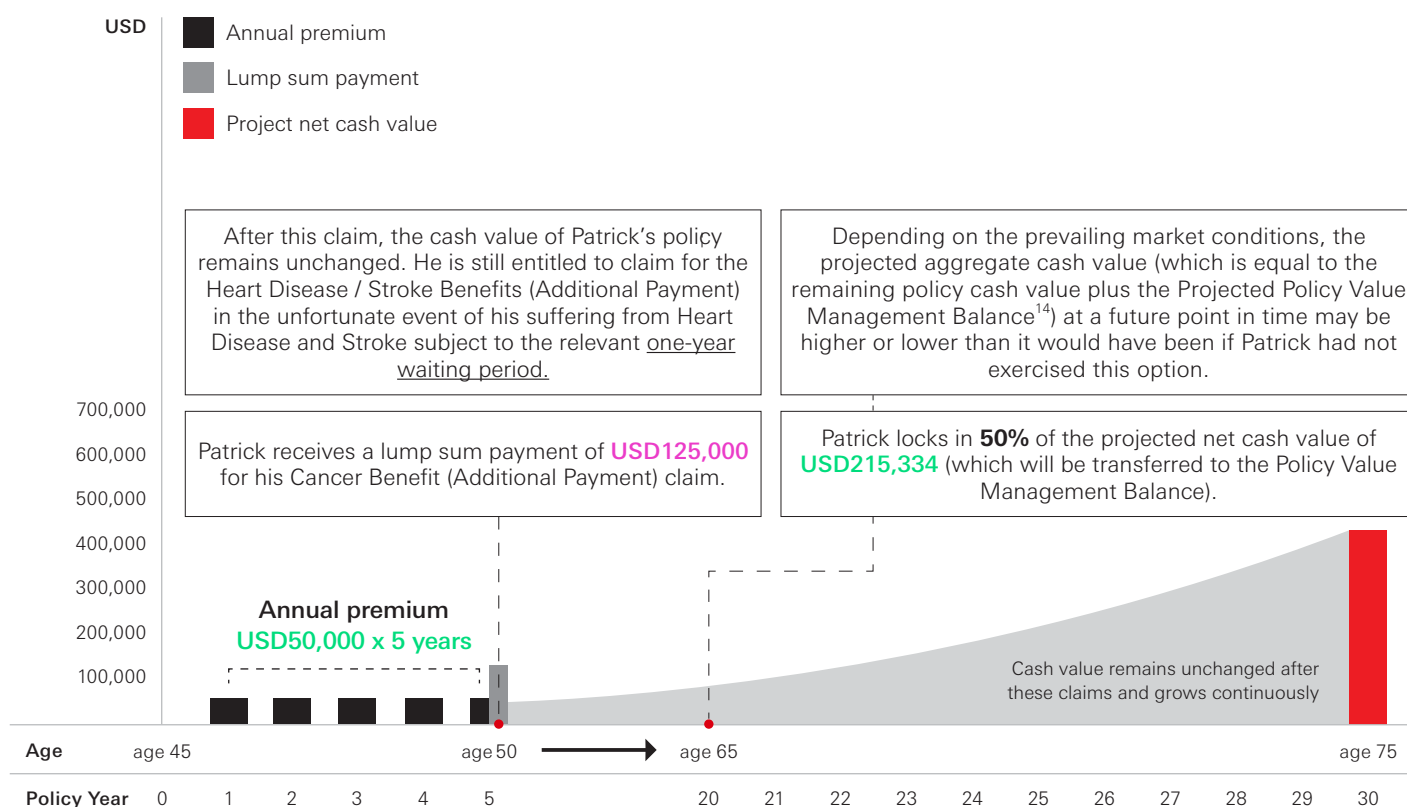 USD
Annual premium
Lump sum payment
Project net cash value
After this claim, the cash value of Patrick's policy
remains unchanged. He is still entitled to claim for the
Heart Disease / Stroke Benefits (Additional Payment)
in the unfortunate event of his suffering from Heart
Disease and Stroke subject to the relevant one-year
waiting period.
Depending on the prevailing market conditions, the
projected aggregate cash value (which is equal to the
remaining policy cash value plus the Projected Policy Value
Management Balance14) at a future point in time may be
higher or lower than it would have been if Patrick had not
exercised this option.
Patrick receives a lump sum payment of USD125,000
for his Cancer Benefit (Additional Payment) claim.
Patrick locks in 50% of the projected net cash value of
USD215,334 (which will be transferred to the Policy Value
Management Balance).
700,000
600,000
500,000
400,000
300,000
200,000
100,000
Annual premium
USD50,000 x 5 years
Cash value remains unchanged after
these claims and grows continuously
Age age 45 age 50 age 65 age 75
Policy Year 0 1 2 3 4 5 20 21 22 23 24 25 26 27 28 29 30